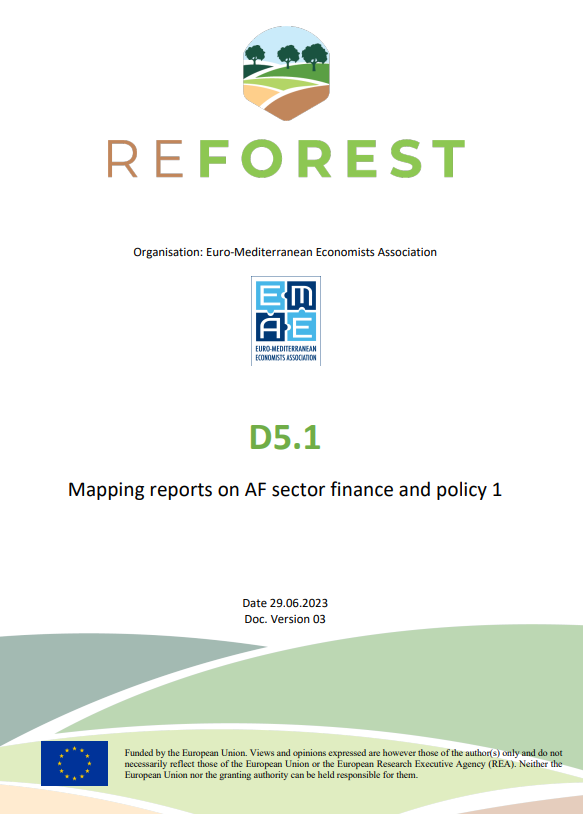 REFOREST
Organisation: Euro-Mediterranean Economists Association
EM
AE
EURO-MEDITERRANEAN
ECONOMISTS ASSOCIATION
D5.1
Mapping reports on AF sector finance and policy 1
Date 29.06.2023
Doc. Version 03
Funded by the European Union. Views and opinions expressed are however those of the author(s) only and do not
necessarily reflect those of the European Union or the European Research Executive Agency (REA). Neither the
European Union nor the granting authority can be held responsible for them.